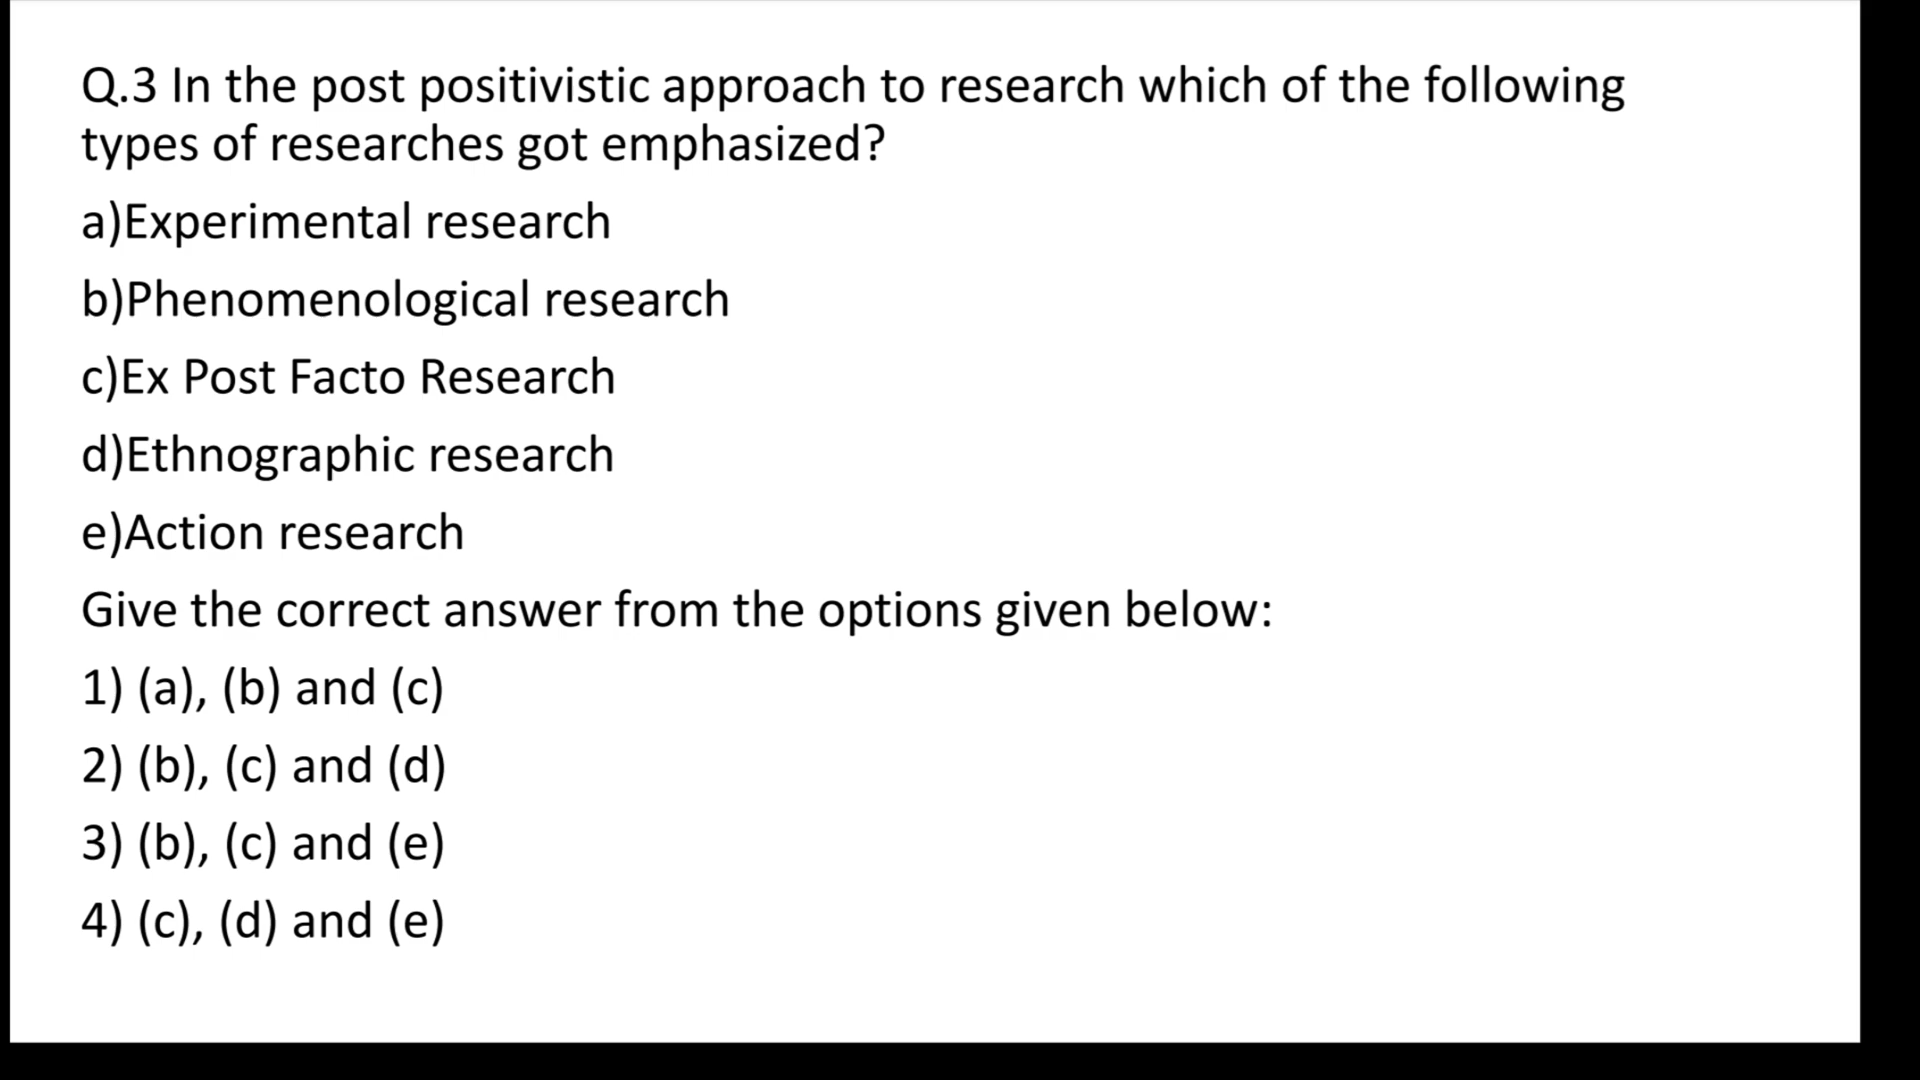 Q.3 In the post positivistic approach to research which of the following
types of researches got emphasized?
a)Experimental research
b)Phenomenological research
c)Ex Post Facto Research
d)Ethnographic research
e)Action research
Give the correct answer from the options given below:
1) (a), (b) and (c)
2) (b), (c) and (d)
3) (b), (c) and (e)
4) (c), (d) and (e)